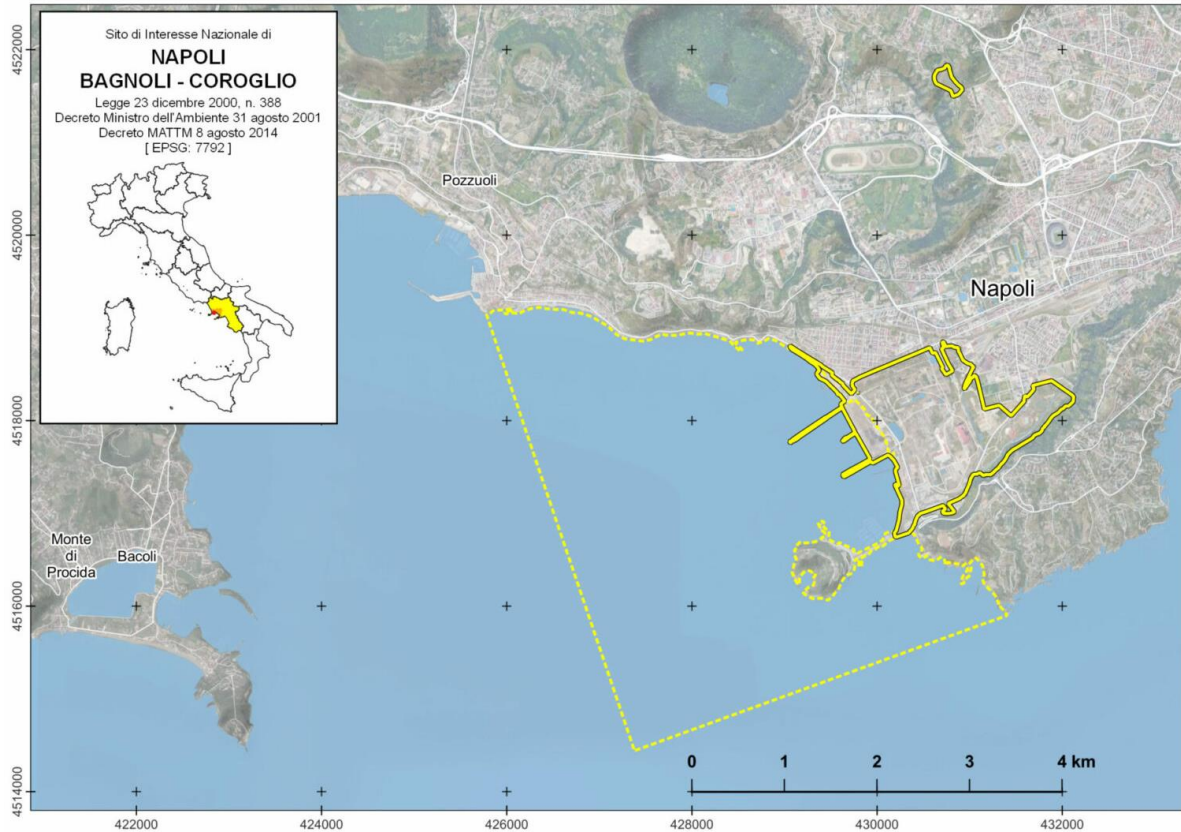 Sito di Interesse Nazionale di
NAPOLI
BAGNOLI - COROGLIO
Legge 23 dicembre 2000, n. 388
Decreto Ministro dell'Ambiente 31 agosto 2001
Decreto MATTM 8 agosto 2014
[ EPSG: 7792 ]
Pozzuoli
Napoli
Monte
di
Procida
Bacoli
0 1 2 3 4 km
4522000
4520000
4518000
4516000
4514000
422000 424000 426000 428000 430000 432000